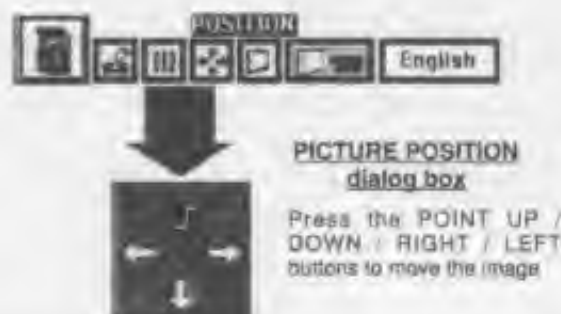 POSITION
English
PICTURE POSITION
dialog box
Press the POINT UP /
DOWN / RIGHT / LEFT
buttons to move the image